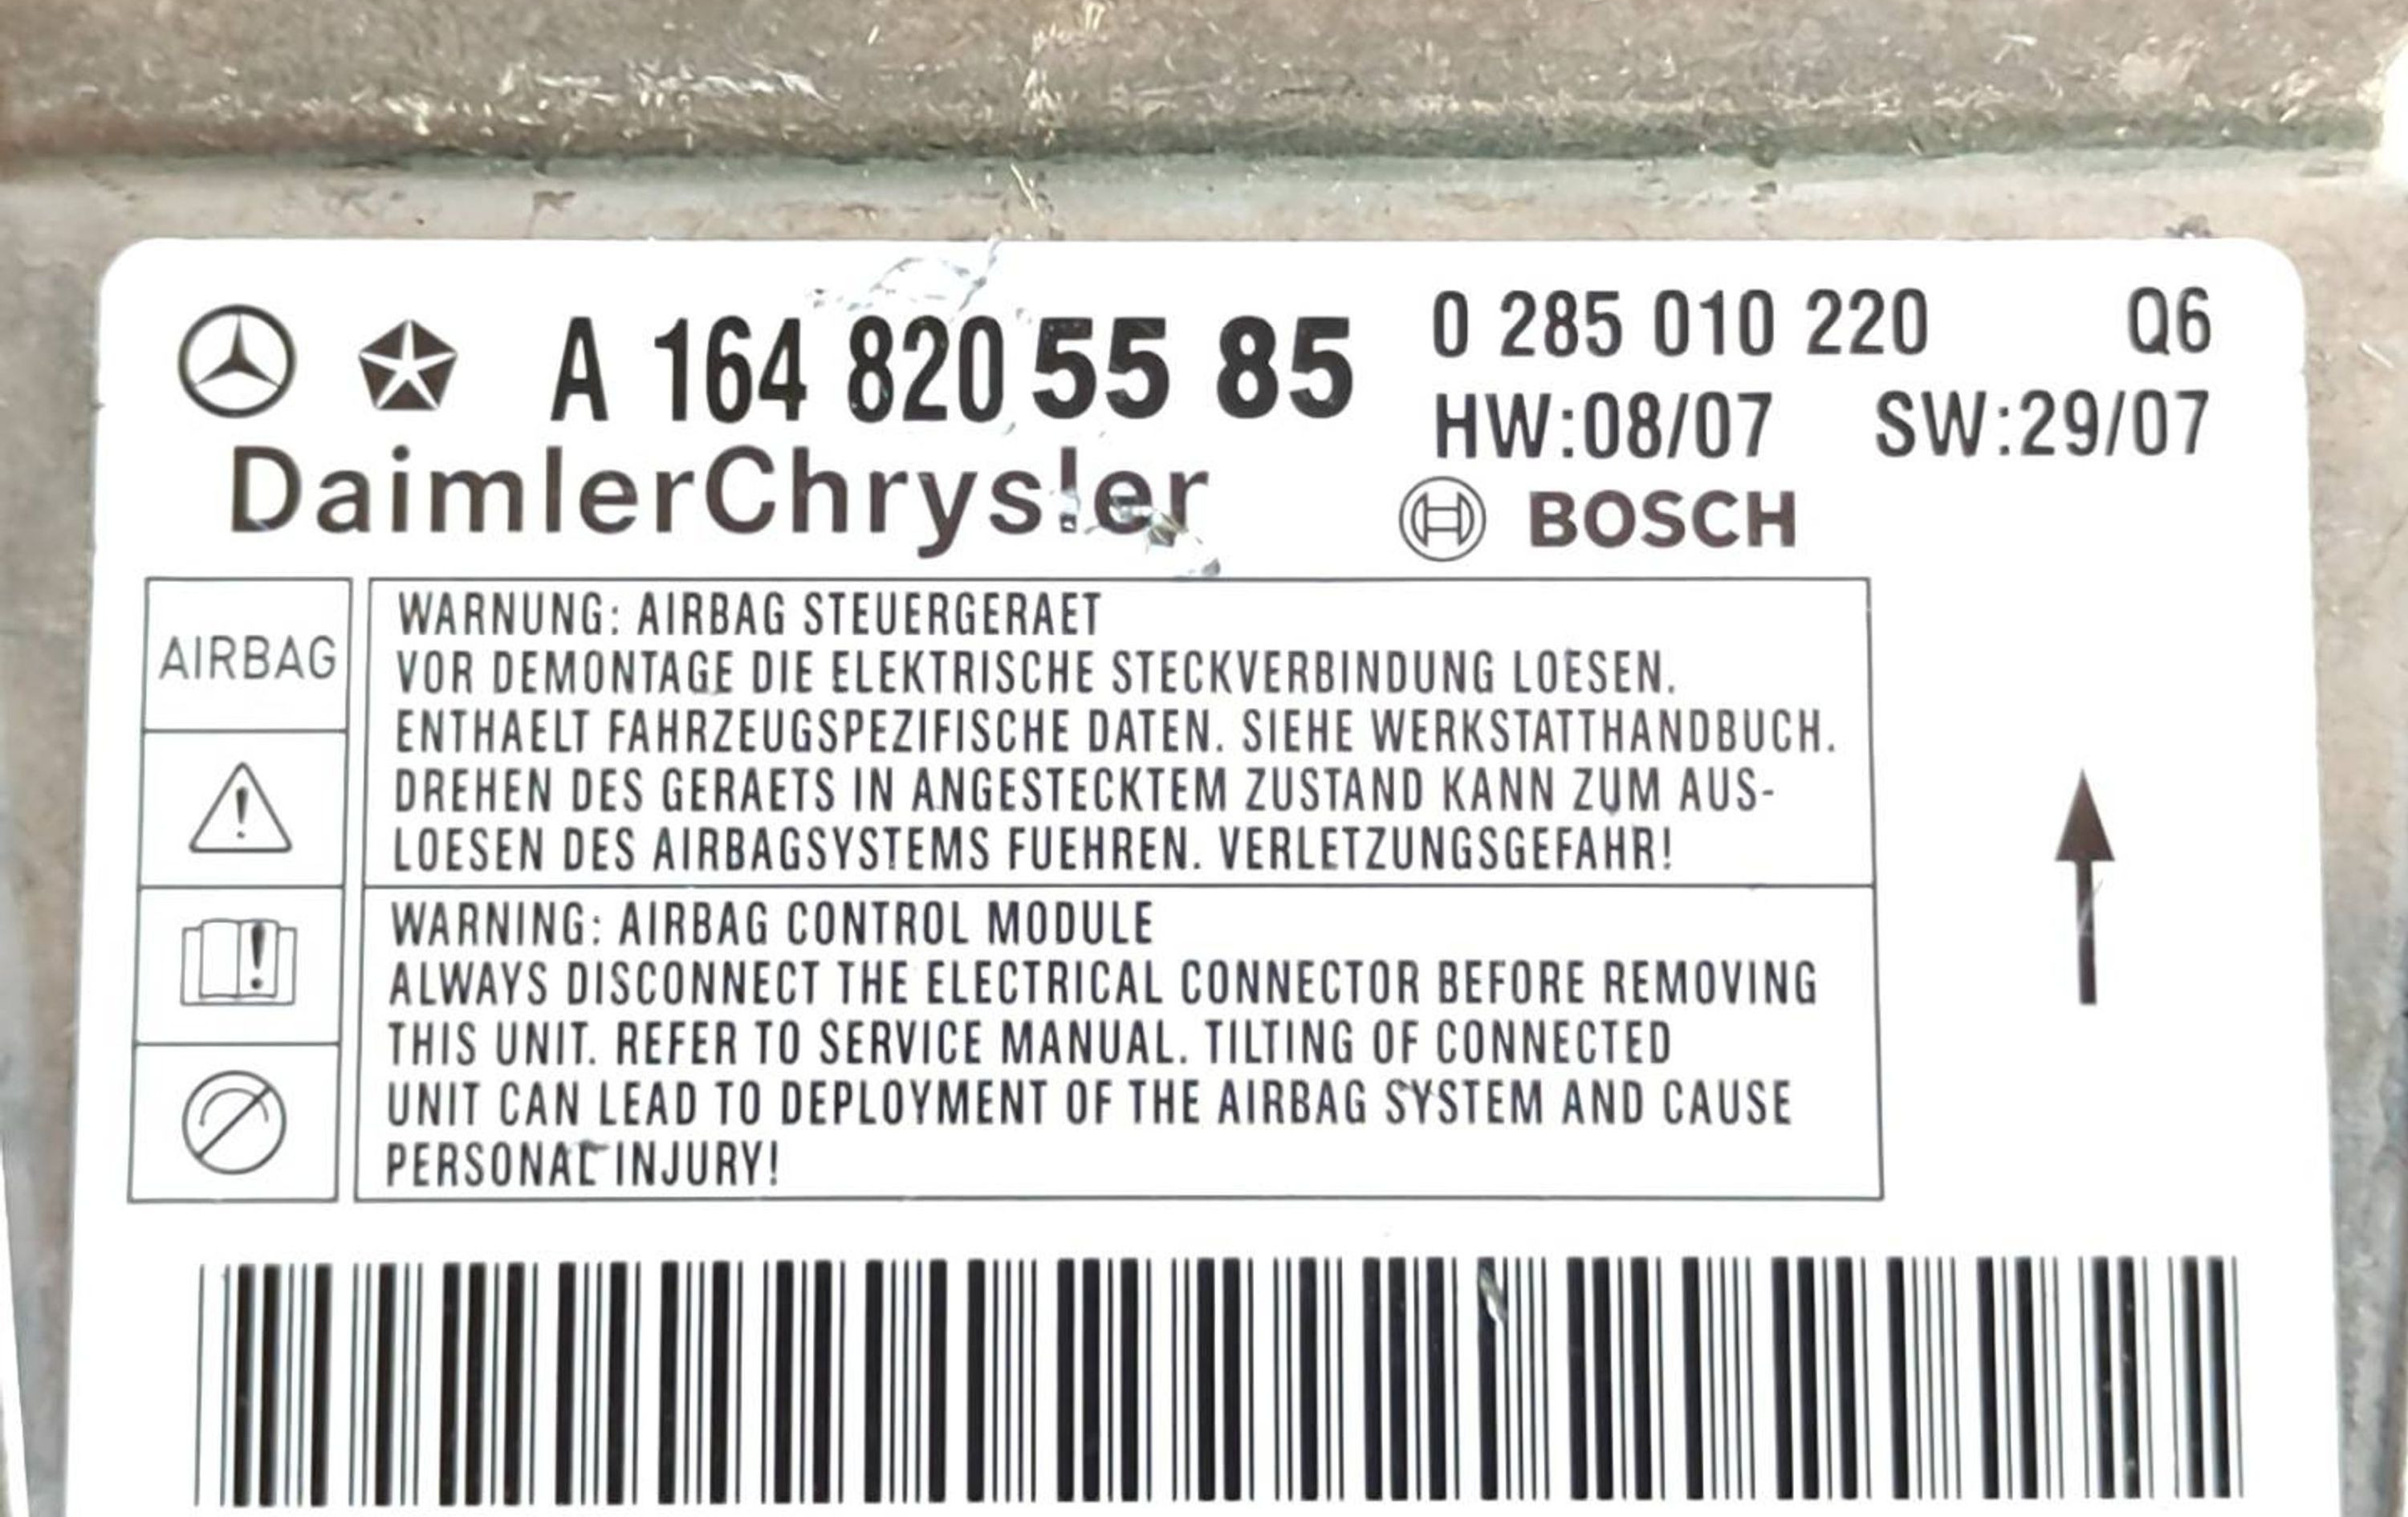 A 164 820 55 85
0 285 010 220 Q6
HW:08/07 SW:29/07
DaimlerChrysler
BOSCH
AIRBAG
WARNUNG: AIRBAG STEUERGERAET
VOR DEMONTAGE DIE ELEKTRISCHE STECKVERBINDUNG LOESEN.
ENTHAELT FAHRZEUGSPEZIFISCHE DATEN. SIEHE WERKSTATTHANDBUCH.
DREHEN DES GERAETS IN ANGESTECKTEM ZUSTAND KANN ZUM AUS-
LOESEN DES AIRBAGSYSTEMS FUEHREN. VERLETZUNGSGEFAHR!
WARNING: AIRBAG CONTROL MODULE
ALWAYS DISCONNECT THE ELECTRICAL CONNECTOR BEFORE REMOVING
THIS UNIT. REFER TO SERVICE MANUAL. TILTING OF CONNECTED
UNIT CAN LEAD TO DEPLOYMENT OF THE AIRBAG SYSTEM AND CAUSE
PERSONAL INJURY!